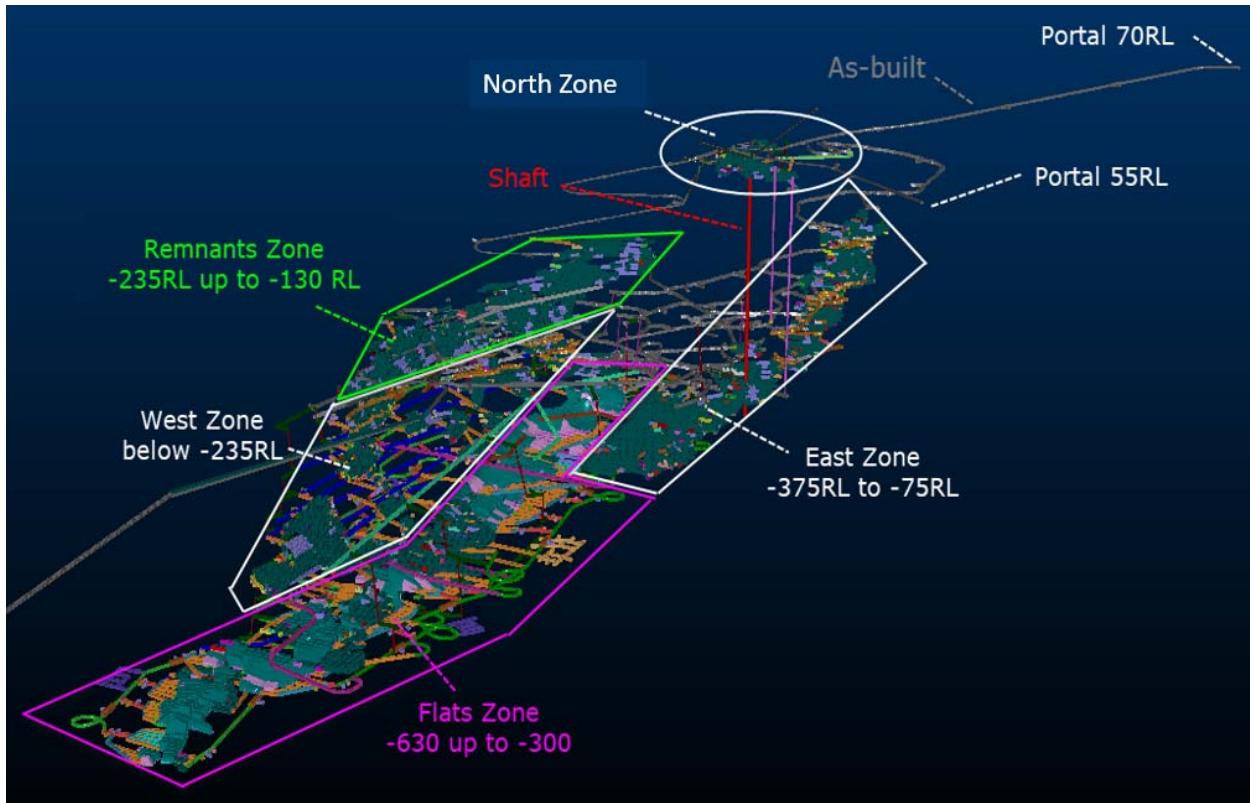 Portal 70RL
As-built
North Zone
Shaft
Portal 55RL
Remnants Zone
-235RL up to -130 RL
West Zone
below -235RL
East Zone
-375RL to -75RL
Flats Zone
-630 up to -300